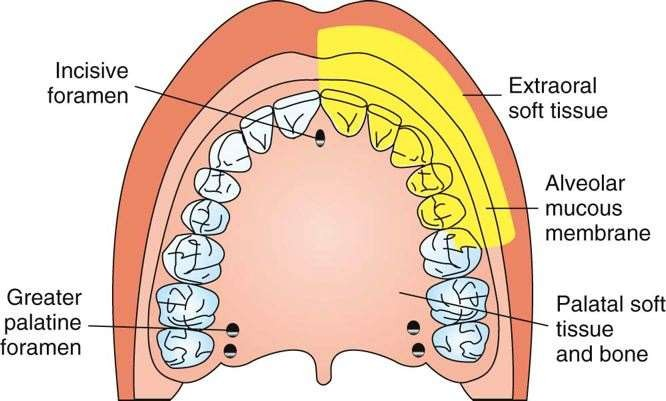 Incisive
foramen
Extraoral
soft tissue
Alveolar
mucous
membrane
Greater
palatine
foramen
Palatal soft
tissue
and bone